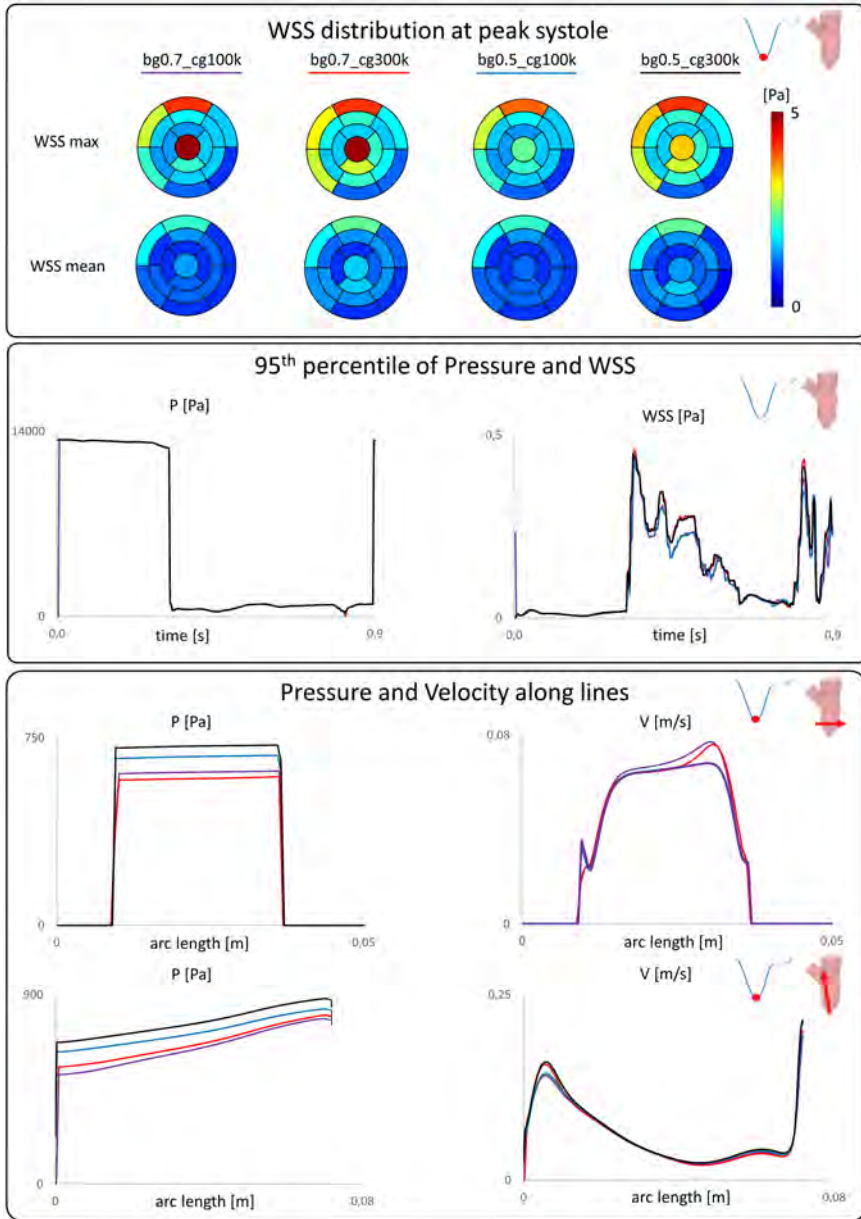 WSS distribution at peak systole
bg0.7_cg100k bg0.7_cg300k bg0.5_cg100k bg0.5_cg300k
[Pa]
5
WSS max
WSS mean
0
95th percentile of Pressure and WSS
P [Pa] WSS [Pa]
14000 0,5
0 0
0,0 time [s] 0,9 0,0 time [s] 0,9
Pressure and Velocity along lines
P [Pa] V [m/s]
750 0,08
0 0
0 arc length [m] 0,05 0 arc length [m] 0,05
P [Pa] V [m/s]
900 0,25
0 0
0 arc length [m] 0,08 0 arc length [m] 0,08